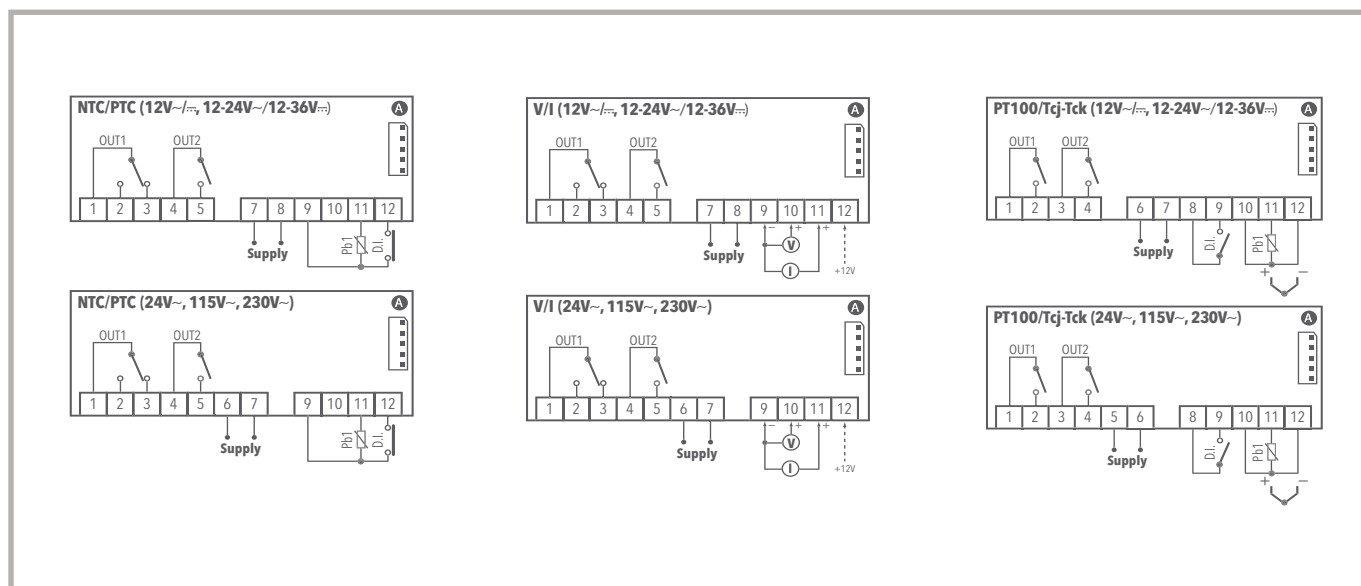 NTC/PTC (12V~/⎓, 12-24V~/12-36V⎓) A
OUT1 OUT2
1 2 3 4 5 7 8 9 10 11 12
Supply
Pb1
D.I.
V/I (12V~/⎓, 12-24V~/12-36V⎓) A
OUT1 OUT2
1 2 3 4 5 7 8 9 10 11 12
- + +
Supply
V
I
+12V
PT100/Tcj-Tck (12V~/⎓, 12-24V~/12-36V⎓) A
OUT1 OUT2
1 2 3 4 6 7 8 9 10 11 12
Supply
D.I.
Pb1
+ −
NTC/PTC (24V~, 115V~, 230V~) A
OUT1 OUT2
1 2 3 4 5 6 7 9 10 11 12
Supply
Pb1
D.I.
V/I (24V~, 115V~, 230V~) A
OUT1 OUT2
1 2 3 4 5 6 7 9 10 11 12
- + +
Supply
V
I
+12V
PT100/Tcj-Tck (24V~, 115V~, 230V~) A
OUT1 OUT2
1 2 3 4 5 6 8 9 10 11 12
Supply
D.I.
Pb1
+ −